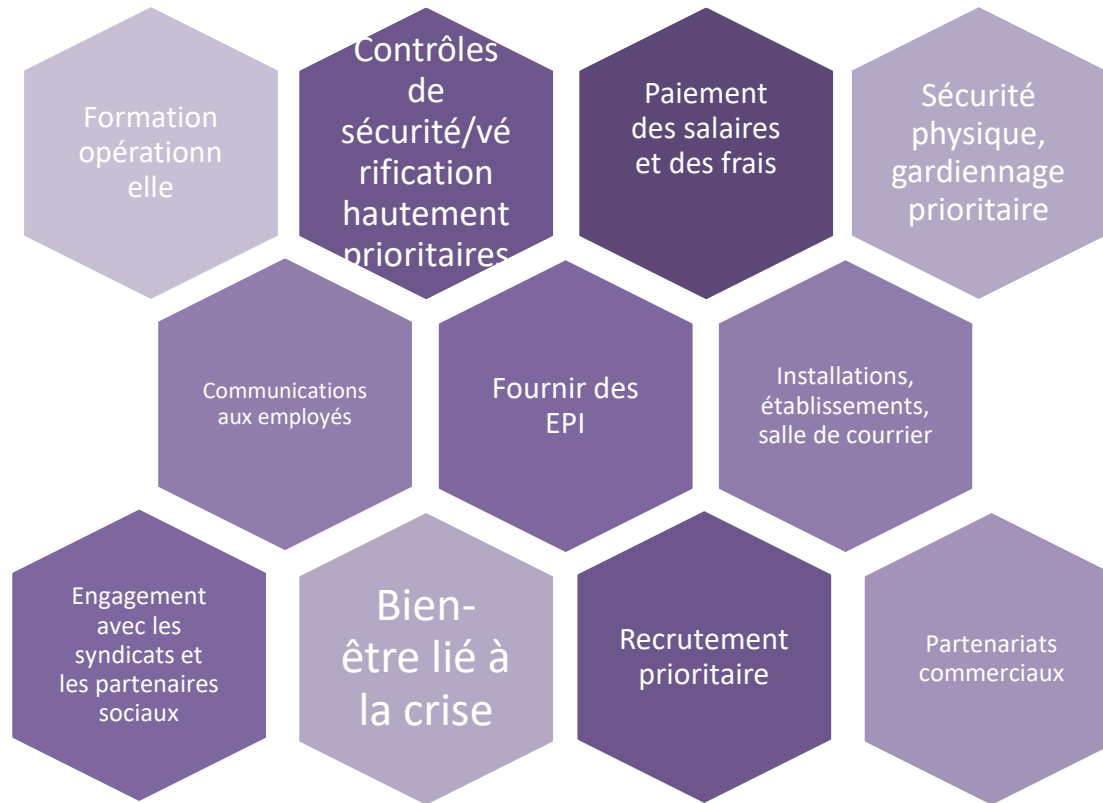 Formation
opérationn
elle
Contrôles
de
sécurité/vé
rification
hautement
prioritaires
Paiement
des salaires
et des frais
Sécurité
physique,
gardiennage
prioritaire
Communications
aux employés
Fournir des
EPI
Installations,
établissements,
salle de courrier
Engagement
avec les
syndicats et
les partenaires
sociaux
Bien-
être lié à
la crise
Recrutement
prioritaire
Partenariats
commerciaux